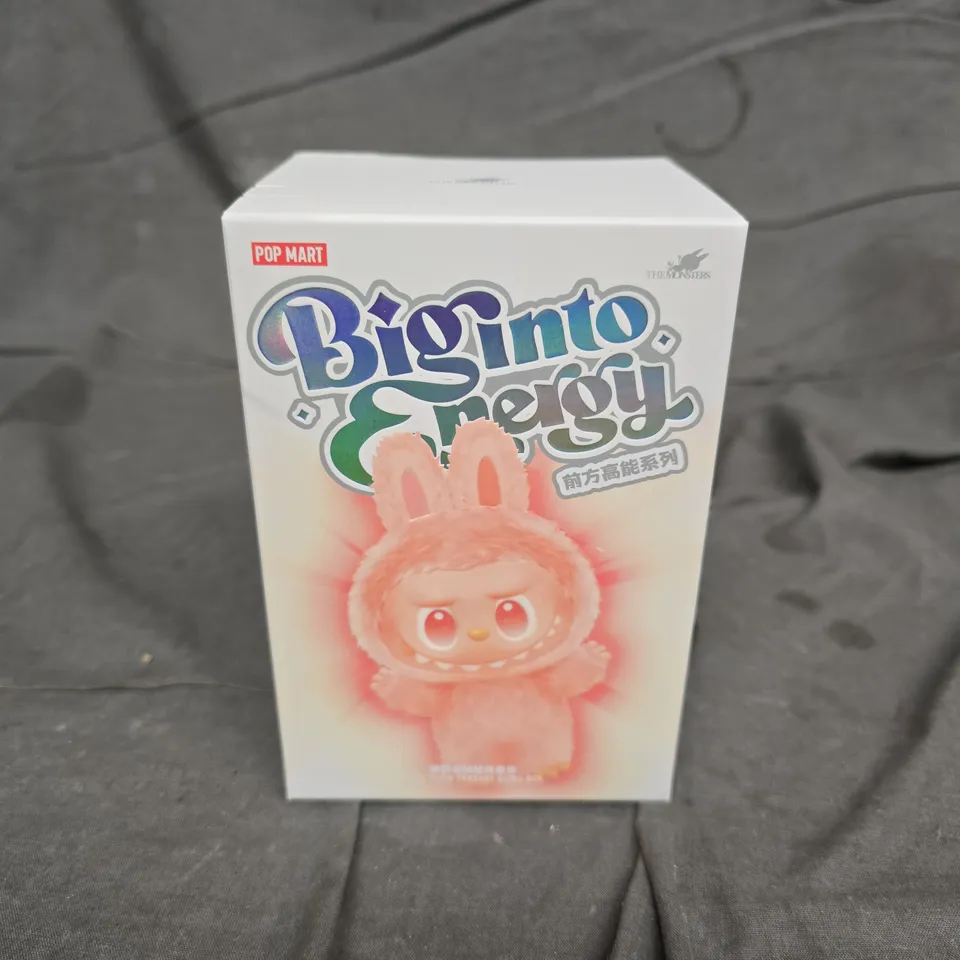 POP MART
THE MONSTERS
Big into
Energy
前方高能系列